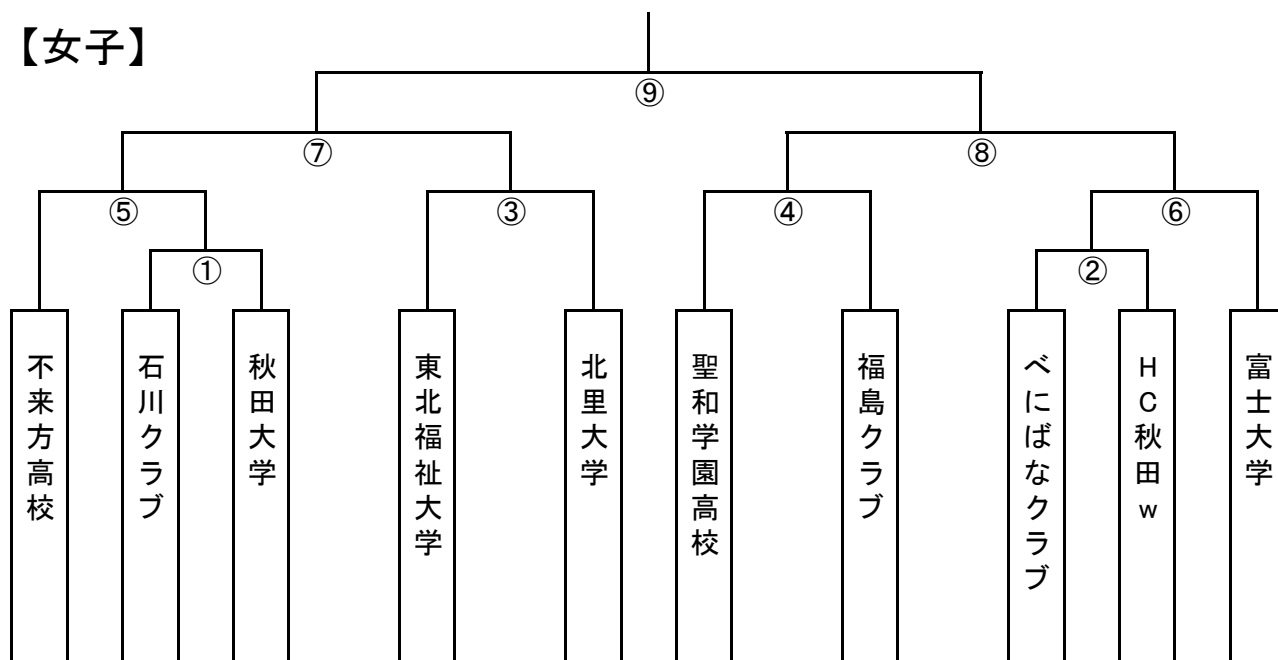 【女子】
⑨
⑦
⑧
⑤
③
④
⑥
①
②
不来方高校
石川クラブ
秋田大学
東北福祉大学
北里大学
聖和学園高校
福島クラブ
べにばなクラブ
HC秋田w
富士大学